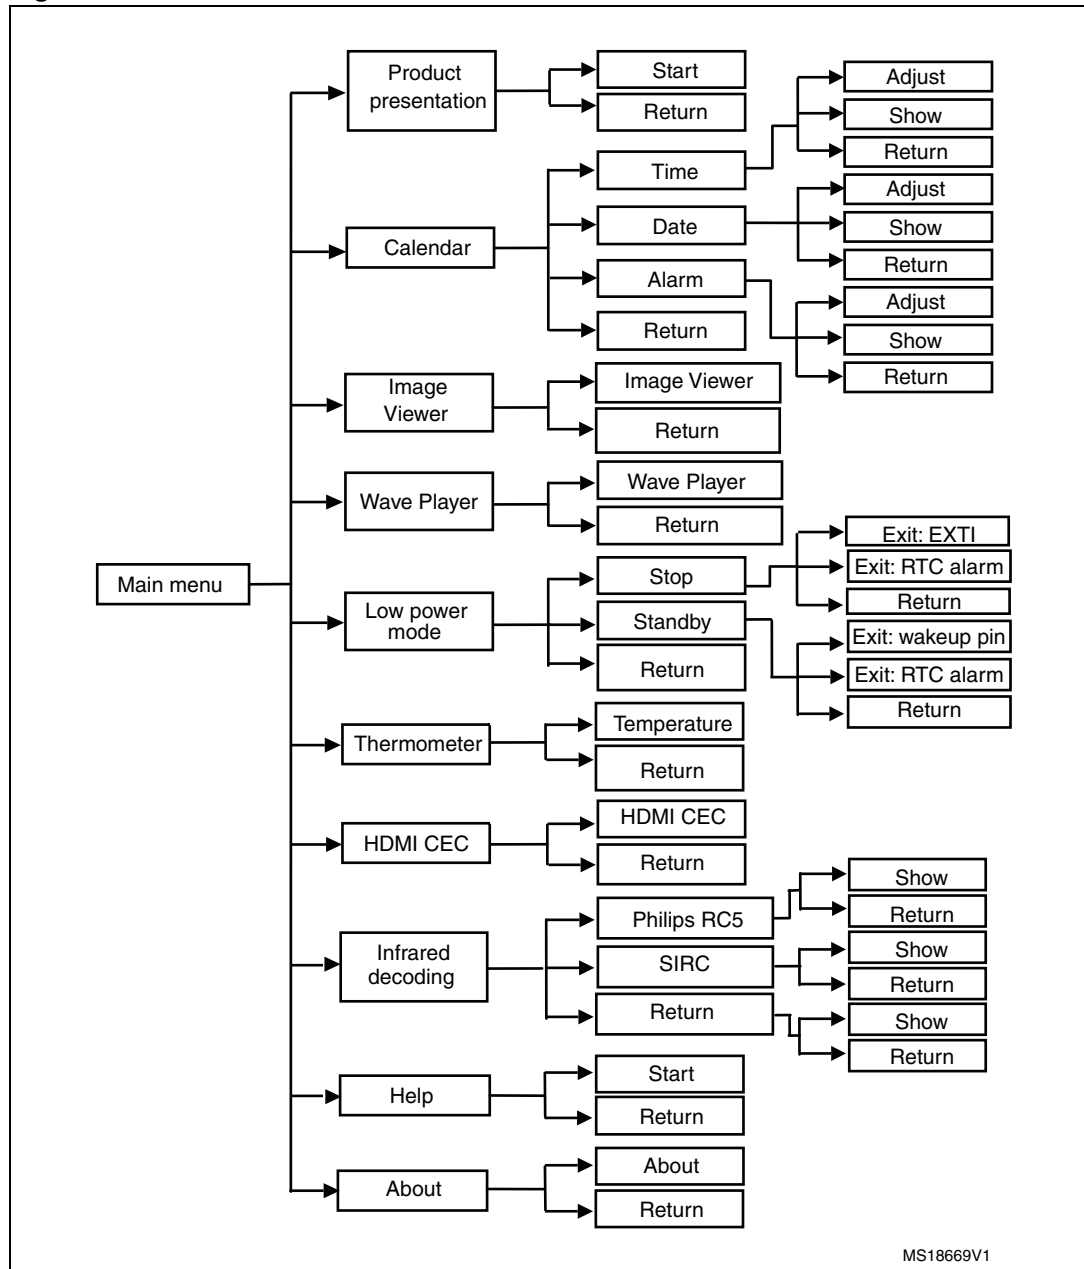 Product
presentation
Start
Return
Adjust
Show
Return
Time
Date
Alarm
Return
Calendar
Adjust
Show
Return
Adjust
Show
Return
Image
Viewer
Image Viewer
Return
Wave Player
Wave Player
Return
Main menu
Low power
mode
Stop
Standby
Return
Exit: EXTI
Exit: RTC alarm
Return
Exit: wakeup pin
Exit: RTC alarm
Return
Thermometer
Temperature
Return
HDMI CEC
HDMI CEC
Return
Infrared
decoding
Philips RC5
SIRC
Return
Show
Return
Show
Return
Show
Return
Help
Start
Return
About
About
Return
MS18669V1